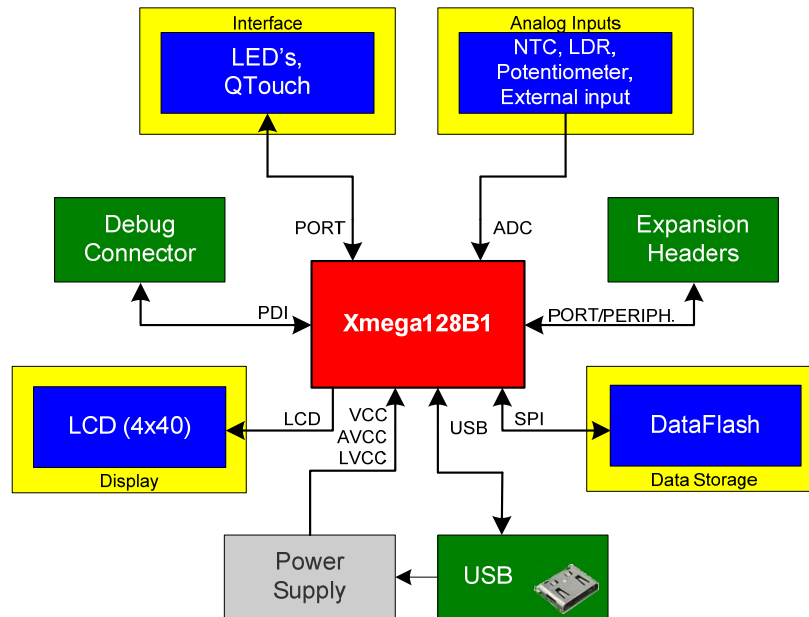 Interface
LED's,
QTouch
Analog Inputs
NTC, LDR,
Potentiometer,
External input
PORT
ADC
Debug
Connector
Expansion
Headers
PDI
Xmega128B1
PORT/PERIPH.
LCD (4x40)
Display
LCD
VCC
AVCC
LVCC
USB
SPI
DataFlash
Data Storage
Power
Supply
USB